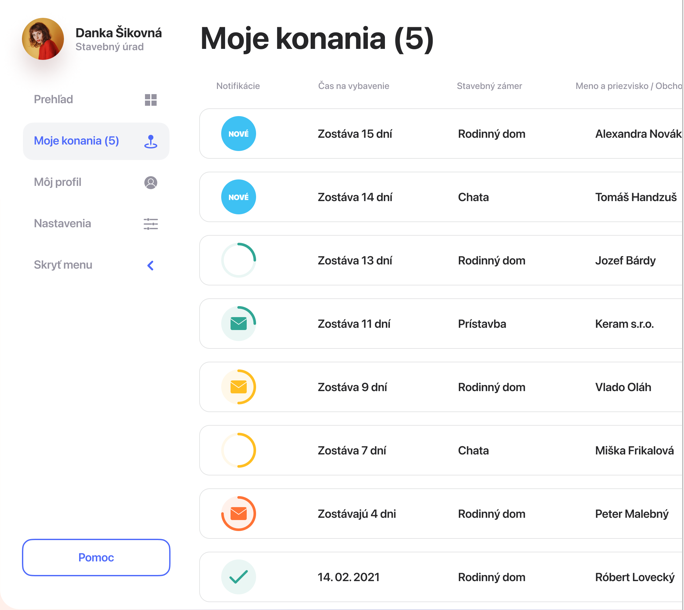 Danka Šikovná
Stavebný úrad
Prehľad
Moje konania (5)
Môj profil
Nastavenia
Skryť menu
Pomoc
Moje konania (5)
Notifikácie Čas na vybavenie Stavebný zámer Meno a priezvisko / Obcho
NOVÉ Zostáva 15 dní Rodinný dom Alexandra Novák
NOVÉ Zostáva 14 dní Chata Tomáš Handzuš
Zostáva 13 dní Rodinný dom Jozef Bárdy
Zostáva 11 dní Prístavba Keram s.r.o.
Zostáva 9 dní Rodinný dom Vlado Oláh
Zostáva 7 dní Chata Miška Frikalová
Zostávajú 4 dni Rodinný dom Peter Malebný
14. 02. 2021 Rodinný dom Róbert Lovecký